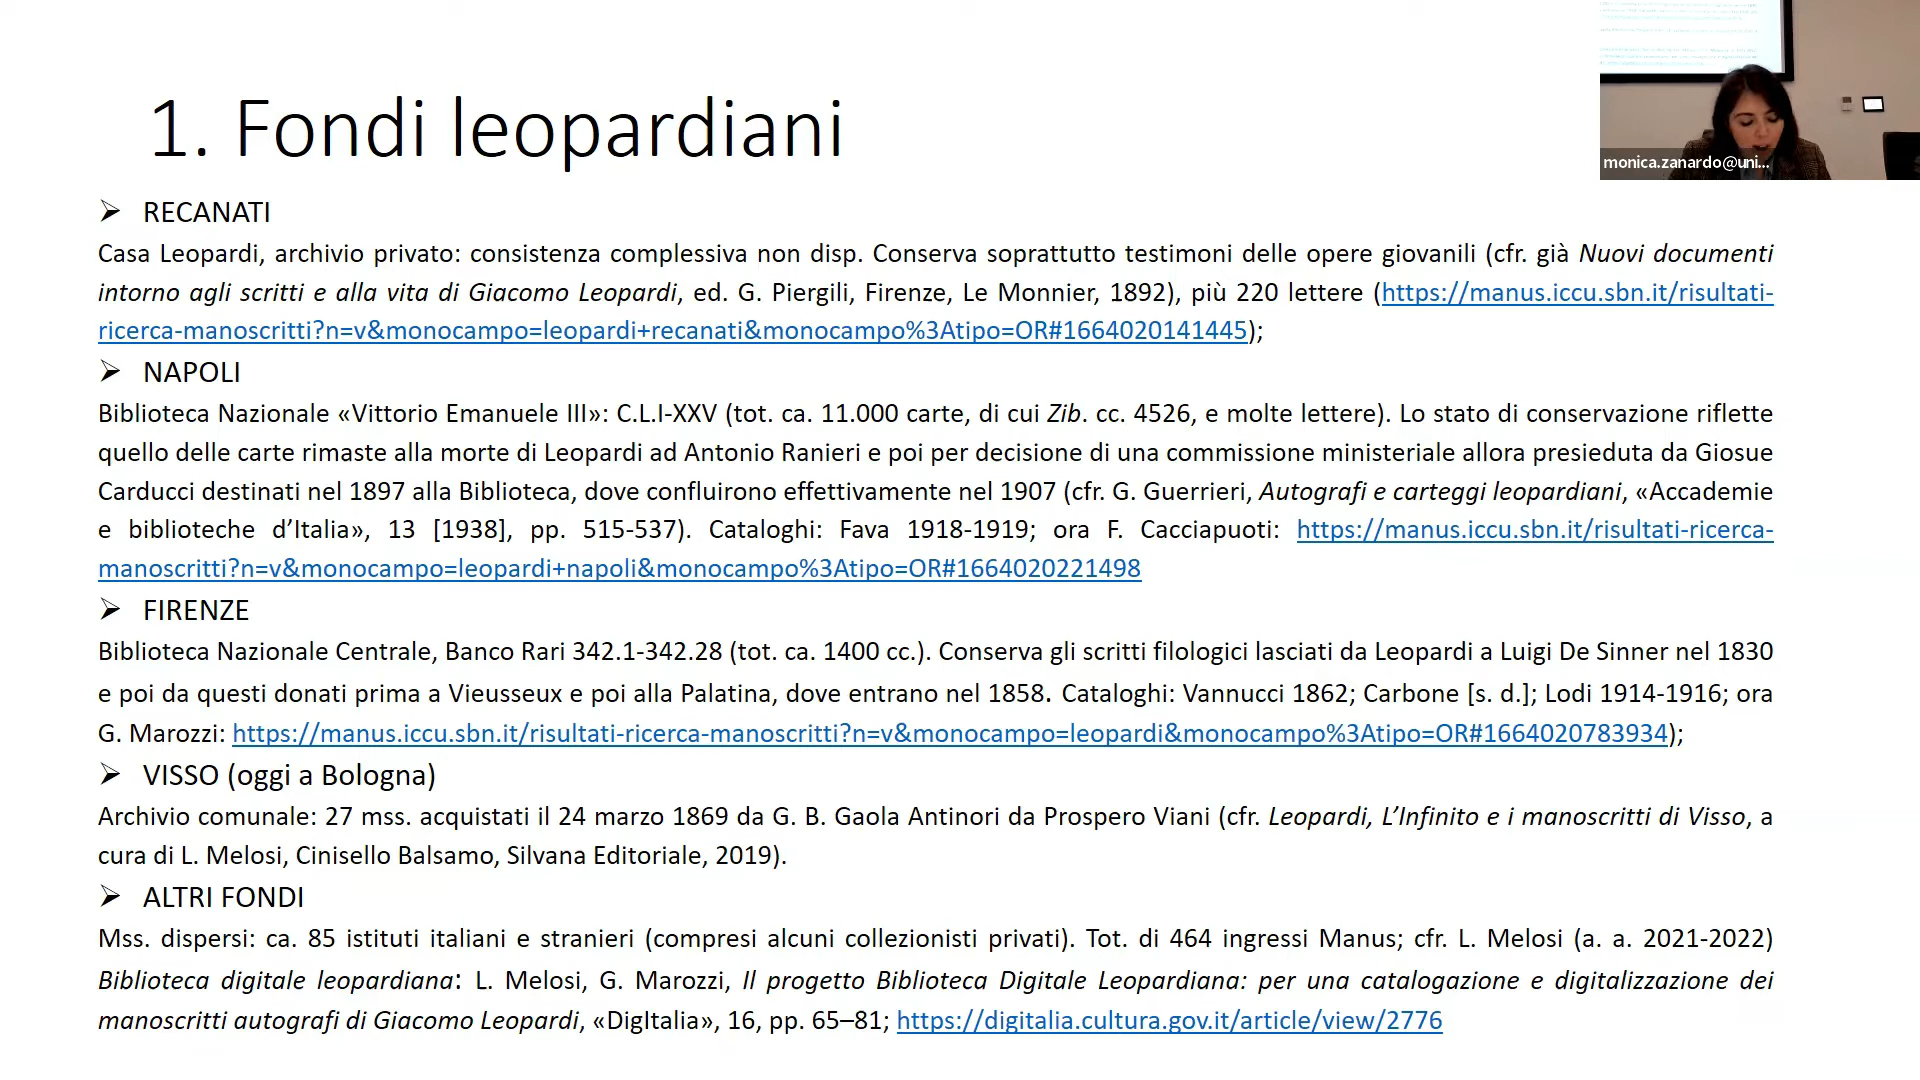 1. Fondi leopardiani
monica.zanardo@uni...
➢ RECANATI
Casa Leopardi, archivio privato: consistenza complessiva non disp. Conserva soprattutto testimoni delle opere giovanili (cfr. già Nuovi documenti
intorno agli scritti e alla vita di Giacomo Leopardi, ed. G. Piergili, Firenze, Le Monnier, 1892), più 220 lettere (https://manus.iccu.sbn.it/risultati-
ricerca-manoscritti?n=v&monocampo=leopardi+recanati&monocampo%3Atipo=OR#1664020141445);
➢ NAPOLI
Biblioteca Nazionale «Vittorio Emanuele III»: C.L.I-XXV (tot. ca. 11.000 carte, di cui Zib. cc. 4526, e molte lettere). Lo stato di conservazione riflette
quello delle carte rimaste alla morte di Leopardi ad Antonio Ranieri e poi per decisione di una commissione ministeriale allora presieduta da Giosue
Carducci destinati nel 1897 alla Biblioteca, dove confluirono effettivamente nel 1907 (cfr. G. Guerrieri, Autografi e carteggi leopardiani, «Accademie
e biblioteche d’Italia», 13 [1938], pp. 515-537). Cataloghi: Fava 1918-1919; ora F. Cacciapuoti: https://manus.iccu.sbn.it/risultati-ricerca-
manoscritti?n=v&monocampo=leopardi+napoli&monocampo%3Atipo=OR#1664020221498
➢ FIRENZE
Biblioteca Nazionale Centrale, Banco Rari 342.1-342.28 (tot. ca. 1400 cc.). Conserva gli scritti filologici lasciati da Leopardi a Luigi De Sinner nel 1830
e poi da questi donati prima a Vieusseux e poi alla Palatina, dove entrano nel 1858. Cataloghi: Vannucci 1862; Carbone [s. d.]; Lodi 1914-1916; ora
G. Marozzi: https://manus.iccu.sbn.it/risultati-ricerca-manoscritti?n=v&monocampo=leopardi&monocampo%3Atipo=OR#1664020783934);
➢ VISSO (oggi a Bologna)
Archivio comunale: 27 mss. acquistati il 24 marzo 1869 da G. B. Gaola Antinori da Prospero Viani (cfr. Leopardi, L’Infinito e i manoscritti di Visso, a
cura di L. Melosi, Cinisello Balsamo, Silvana Editoriale, 2019).
➢ ALTRI FONDI
Mss. dispersi: ca. 85 istituti italiani e stranieri (compresi alcuni collezionisti privati). Tot. di 464 ingressi Manus; cfr. L. Melosi (a. a. 2021-2022)
Biblioteca digitale leopardiana: L. Melosi, G. Marozzi, Il progetto Biblioteca Digitale Leopardiana: per una catalogazione e digitalizzazione dei
manoscritti autografi di Giacomo Leopardi, «DigItalia», 16, pp. 65–81; https://digitalia.cultura.gov.it/article/view/2776